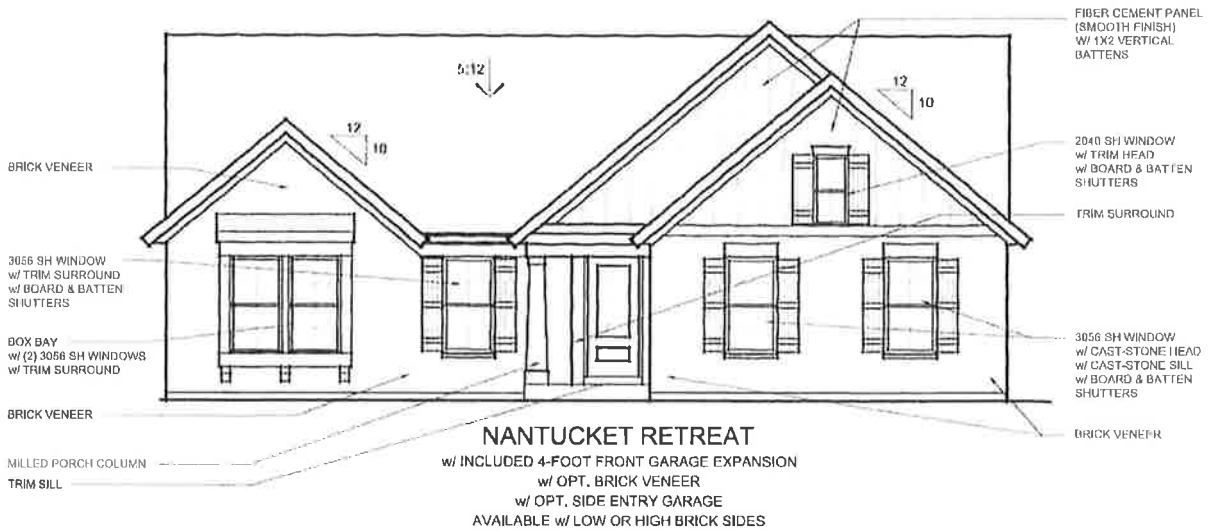 FIBER CEMENT PANEL
(SMOOTH FINISH)
W/ 1X2 VERTICAL
BATTENS
5:12
12
10
12
10
BRICK VENEER
2040 SH WINDOW
w/ TRIM HEAD
w/ BOARD & BATTEN
SHUTTERS
TRIM SURROUND
3056 SH WINDOW
w/ TRIM SURROUND
w/ BOARD & BATTEN
SHUTTERS
BOX BAY
w/ (2) 3056 SH WINDOWS
w/ TRIM SURROUND
3056 SH WINDOW
w/ CAST-STONE HEAD
w/ CAST-STONE SILL
w/ BOARD & BATTEN
SHUTTERS
BRICK VENEER
BRICK VENEER
MILLED PORCH COLUMN
TRIM SILL
NANTUCKET RETREAT
w/ INCLUDED 4-FOOT FRONT GARAGE EXPANSION
w/ OPT. BRICK VENEER
w/ OPT. SIDE ENTRY GARAGE
AVAILABLE w/ LOW OR HIGH BRICK SIDES